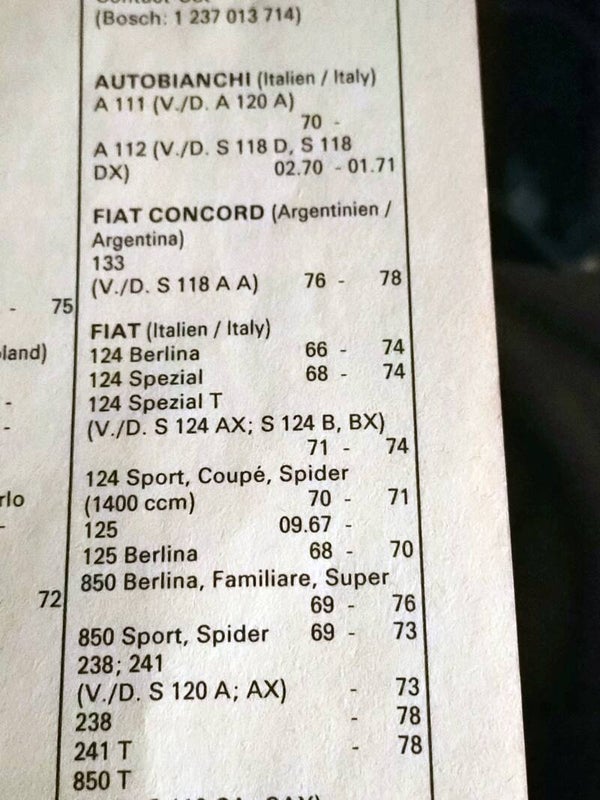 (Bosch: 1 237 013 714)
AUTOBIANCHI (Italien / Italy)
A 111 (V./D. A 120 A)
70 -
A 112 (V./D. S 118 D, S 118
DX) 02.70 - 01.71
FIAT CONCORD (Argentinien /
Argentina)
133
(V./D. S 118 A A) 76 - 78
FIAT (Italien / Italy)
124 Berlina 66 - 74
124 Spezial 68 - 74
124 Spezial T
(V./D. S 124 AX; S 124 B, BX)
71 - 74
124 Sport, Coupé, Spider
(1400 ccm) 70 - 71
125 09.67 -
125 Berlina 68 - 70
850 Berlina, Familiare, Super
69 - 76
850 Sport, Spider 69 - 73
238; 241
(V./D. S 120 A; AX) - 73
238 - 78
241 T - 78
850 T
- 75
-
-
-
72